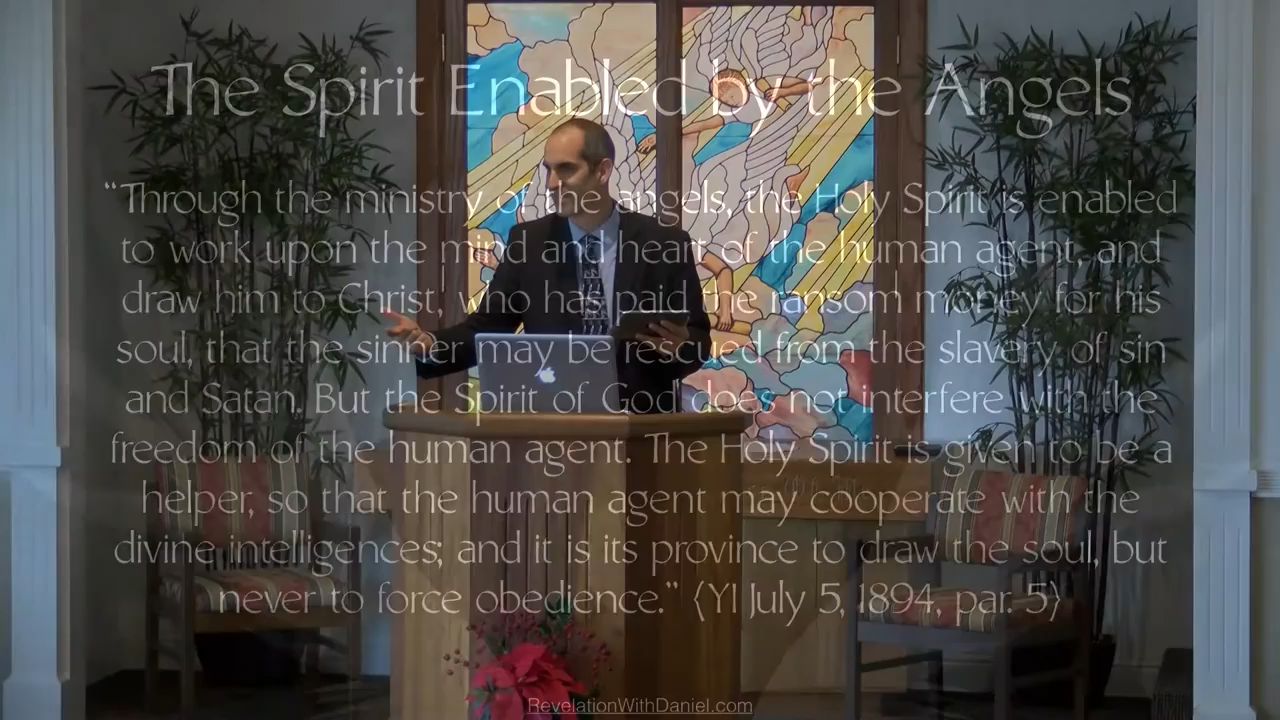 The Spirit Enabled by the Angels
“Through the ministry of the angels, the Holy Spirit is enabled
to work upon the mind and heart of the human agent, and
draw him to Christ, who has paid the ransom money for his
soul, that the sinner may be rescued from the slavery of sin
and Satan. But the Spirit of God does not interfere with the
freedom of the human agent. The Holy Spirit is given to be a
helper, so that the human agent may cooperate with the
divine intelligences; and it is its province to draw the soul, but
never to force obedience.” {YI July 5, 1894, par. 5}
RevelationWithDaniel.com